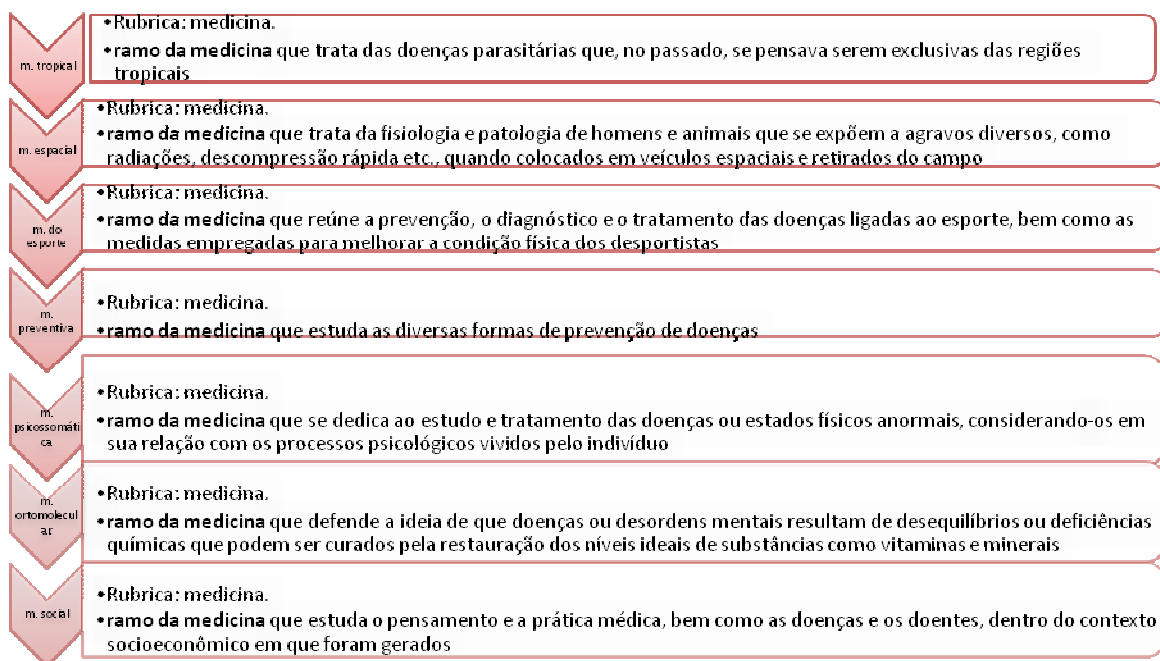 m. tropical
•Rubrica: medicina.
•ramo da medicina que trata das doenças parasitárias que, no passado, se pensava serem exclusivas das regiões
tropicais
m. espacial
•Rubrica: medicina.
•ramo da medicina que trata da fisiologia e patologia de homens e animais que se expõem a agravos diversos, como
radiações, descompressão rápida etc., quando colocados em veículos espaciais e retirados do campo
m. do
esporte
•Rubrica: medicina.
•ramo da medicina que reúne a prevenção, o diagnóstico e o tratamento das doenças ligadas ao esporte, bem como as
medidas empregadas para melhorar a condição física dos desportistas
m.
preventiva
•Rubrica: medicina.
•ramo da medicina que estuda as diversas formas de prevenção de doenças
m.
psicossomáti
ca
•Rubrica: medicina.
•ramo da medicina que se dedica ao estudo e tratamento das doenças ou estados físicos anormais, considerando-os em
sua relação com os processos psicológicos vividos pelo indivíduo
m.
ortomolecul
ar
•Rubrica: medicina.
•ramo da medicina que defende a ideia de que doenças ou desordens mentais resultam de desequilíbrios ou deficiências
químicas que podem ser curados pela restauração dos níveis ideais de substâncias como vitaminas e minerais
m. social
•Rubrica: medicina.
•ramo da medicina que estuda o pensamento e a prática médica, bem como as doenças e os doentes, dentro do contexto
socioeconômico em que foram gerados